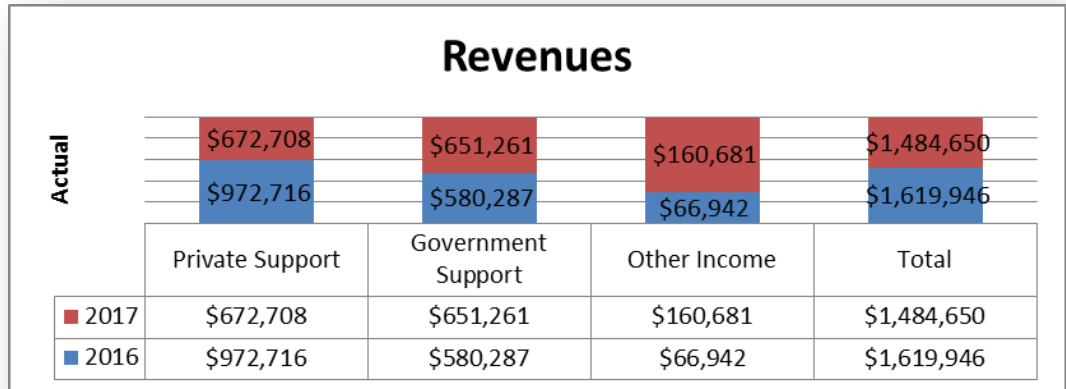 Revenues
Actual
$672,708 $651,261 $160,681 $1,484,650
$972,716 $580,287 $66,942 $1,619,946
Private Support Government Support Other Income Total
2017 $672,708 $651,261 $160,681 $1,484,650
2016 $972,716 $580,287 $66,942 $1,619,946